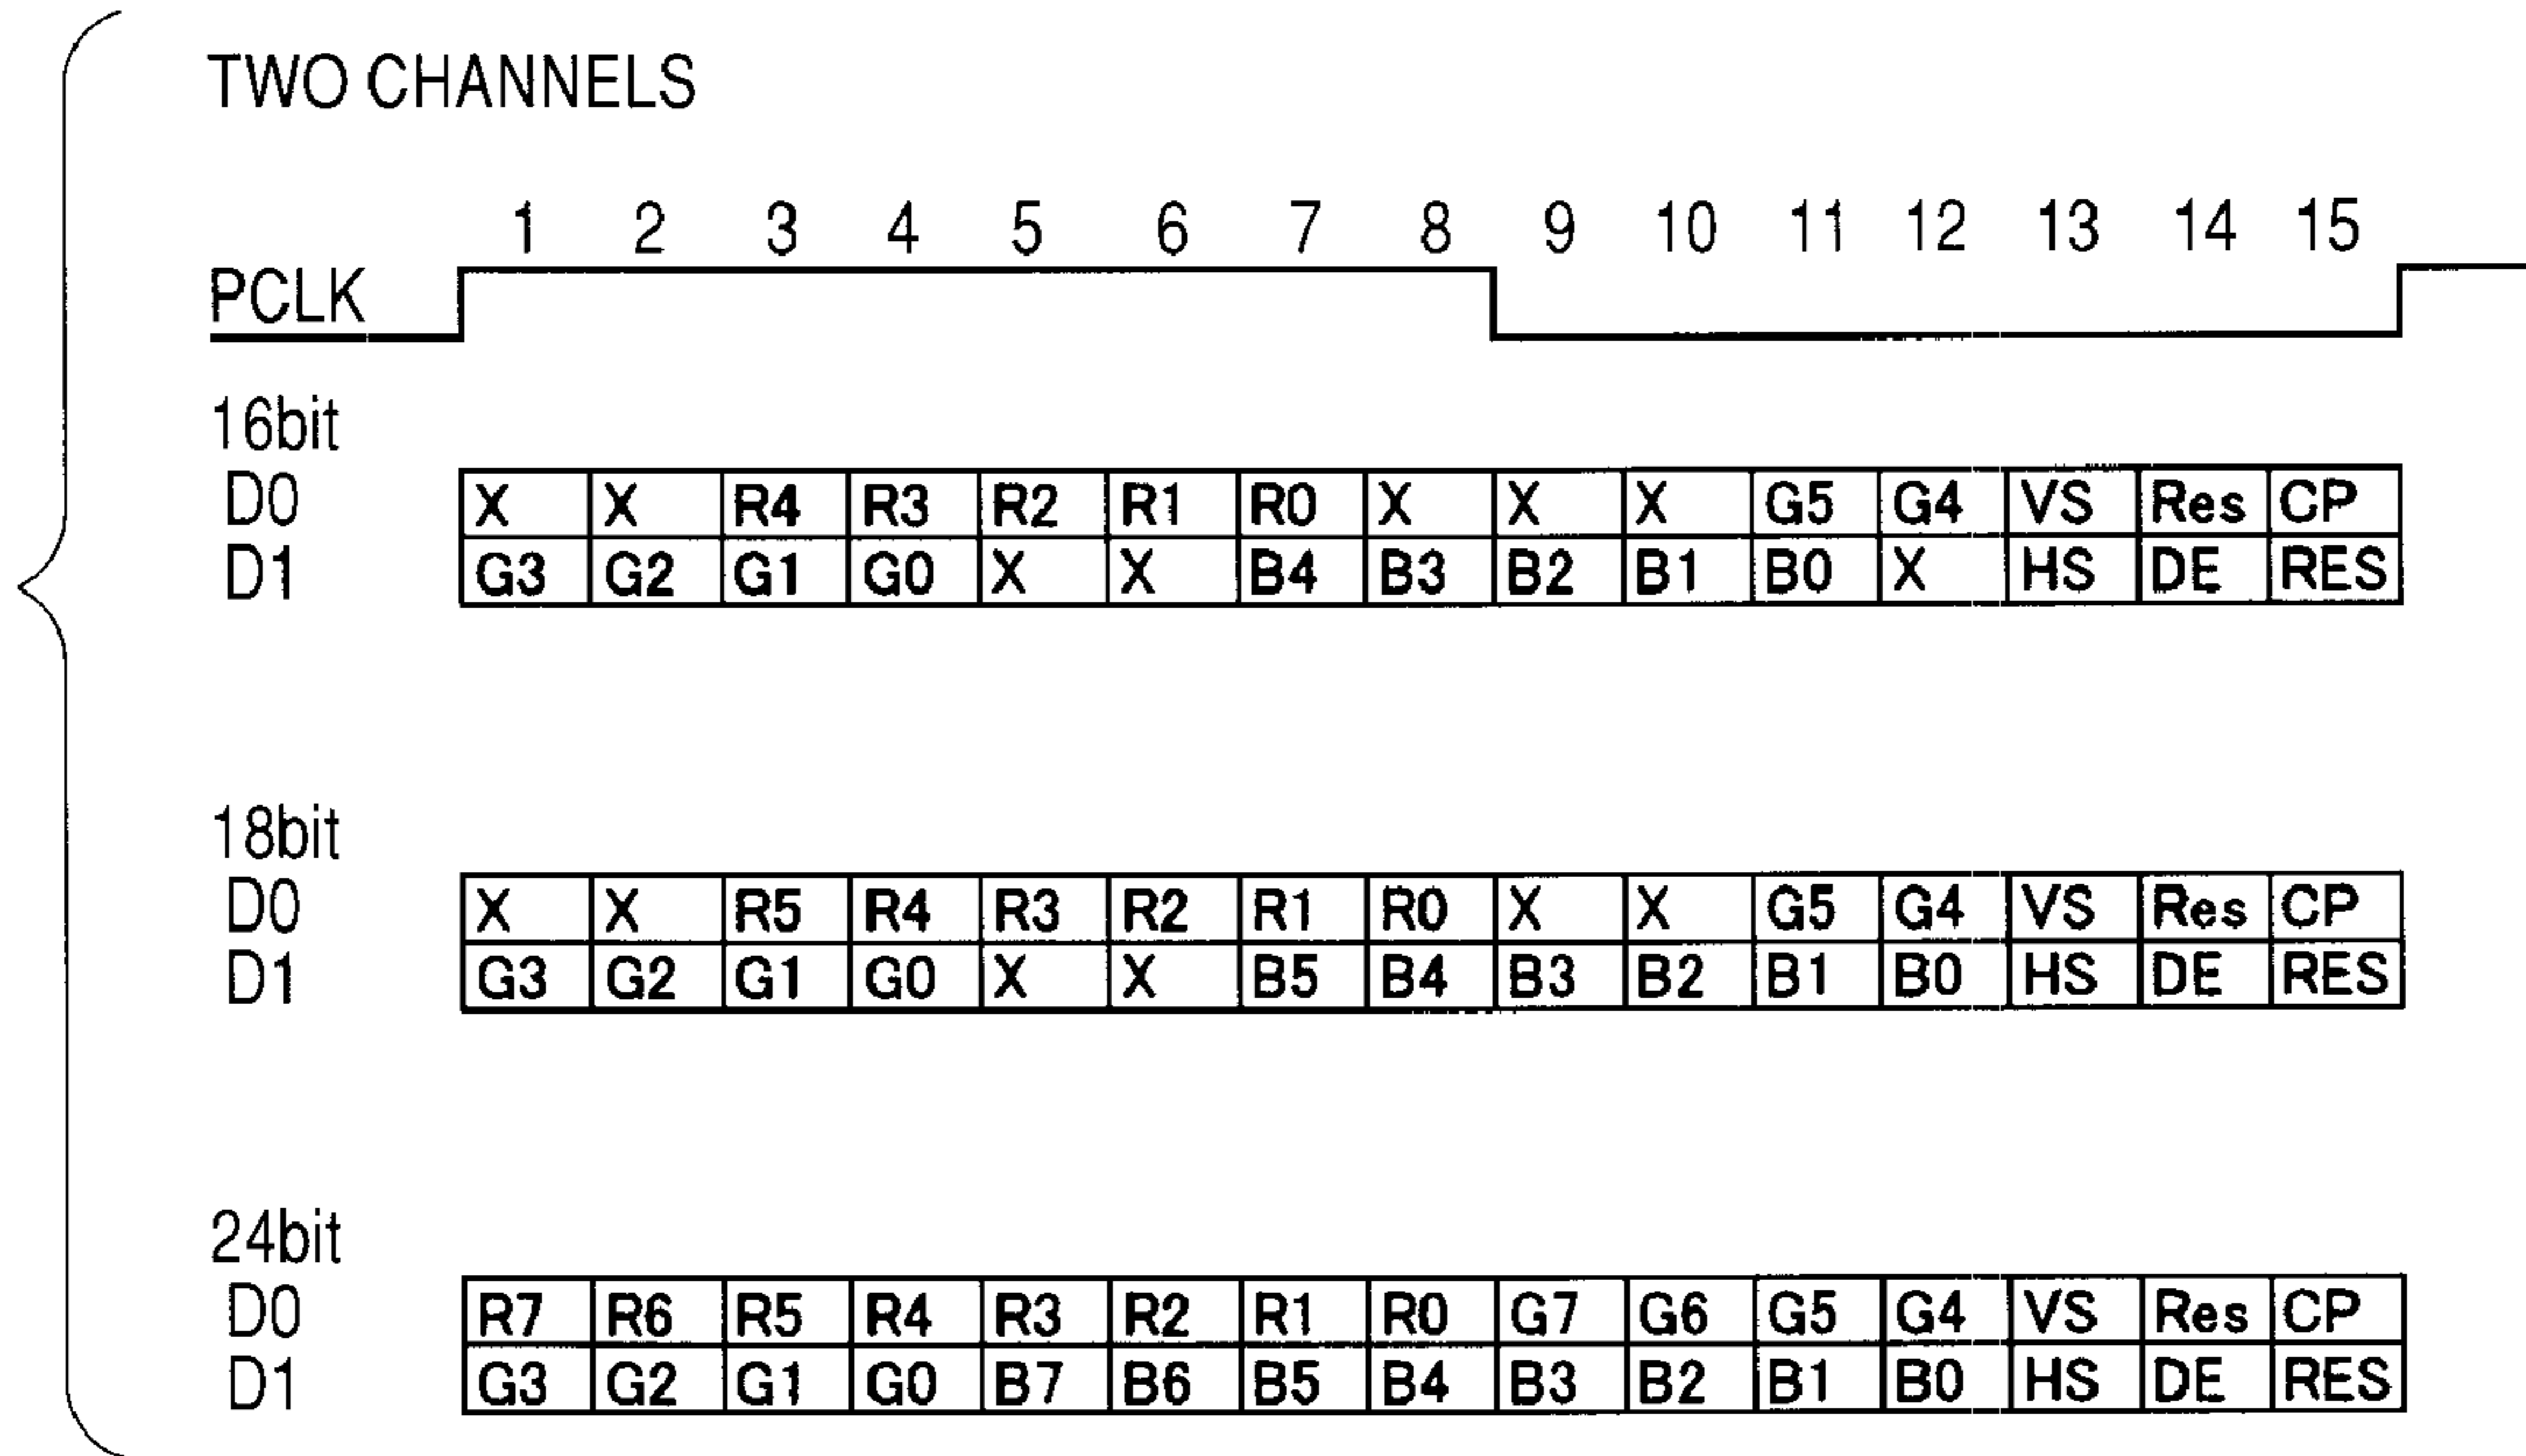 TWO CHANNELS
1 2 3 4 5 6 7 8 9 10 11 12 13 14 15
PCLK
16bit
D0 X X R4 R3 R2 R1 R0 X X X G5 G4 VS Res CP
D1 G3 G2 G1 G0 X X B4 B3 B2 B1 B0 X HS DE RES
18bit
D0 X X R5 R4 R3 R2 R1 R0 X X G5 G4 VS Res CP
D1 G3 G2 G1 G0 X X B5 B4 B3 B2 B1 B0 HS DE RES
24bit
D0 R7 R6 R5 R4 R3 R2 R1 R0 G7 G6 G5 G4 VS Res CP
D1 G3 G2 G1 G0 B7 B6 B5 B4 B3 B2 B1 B0 HS DE RES